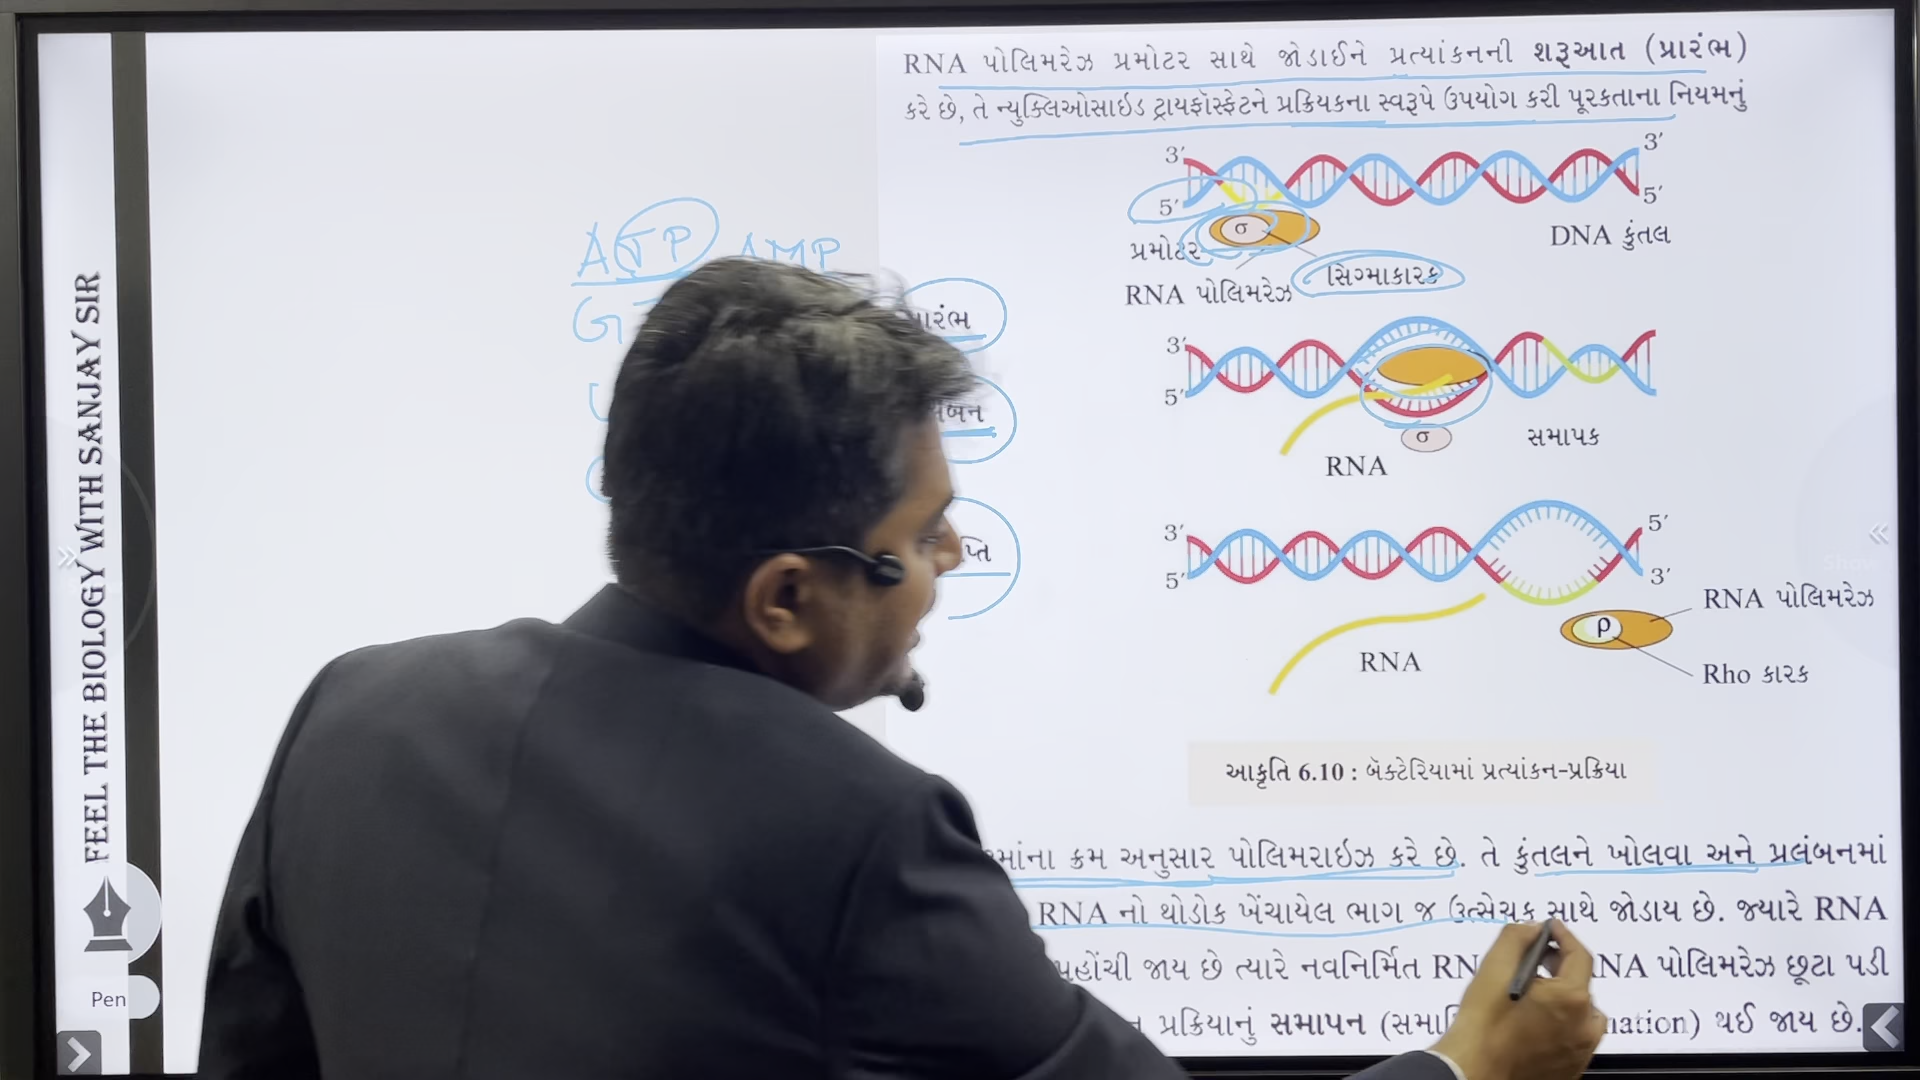 FEEL THE BIOLOGY WITH SANJAY SIR
RNA પોલિમરેઝ પ્રમોટર સાથે જોડાઈને પ્રત્યાંકનની શરૂઆત (પ્રારંભ)
કરે છે, તે ન્યુક્લિઓસાઇડ ટ્રાયફૉસ્ફેટને પ્રક્રિયકના સ્વરૂપે ઉપયોગ કરી પૂરકતાના નિયમનું
3′ 3′
5′ 5′
σ
પ્રમોટર
DNA કુંતલ
સિગ્માકારક
RNA પોલિમરેઝ
ATP AMP
G
3′
5′
σ
સમાપક
RNA
3′ 5′
5′ 3′
RNA પોલિમરેઝ
ρ
RNA
Rho કારક
આકૃતિ 6.10 : બૅક્ટેરિયામાં પ્રત્યાંકન-પ્રક્રિયા
ક્રમ અનુસાર પોલિમરાઇઝ કરે છે. તે કુંતલને ખોલવા અને પ્રલંબનમાં
RNA નો થોડોક ખેંચાયેલ ભાગ જ ઉત્સેચક સાથે જોડાય છે. જ્યારે RNA
પહોંચી જાય છે ત્યારે નવનિર્મિત પોલિમરેઝ છૂટા પડી
પ્રક્રિયાનું સમાપન થઈ જાય છે.
Pen